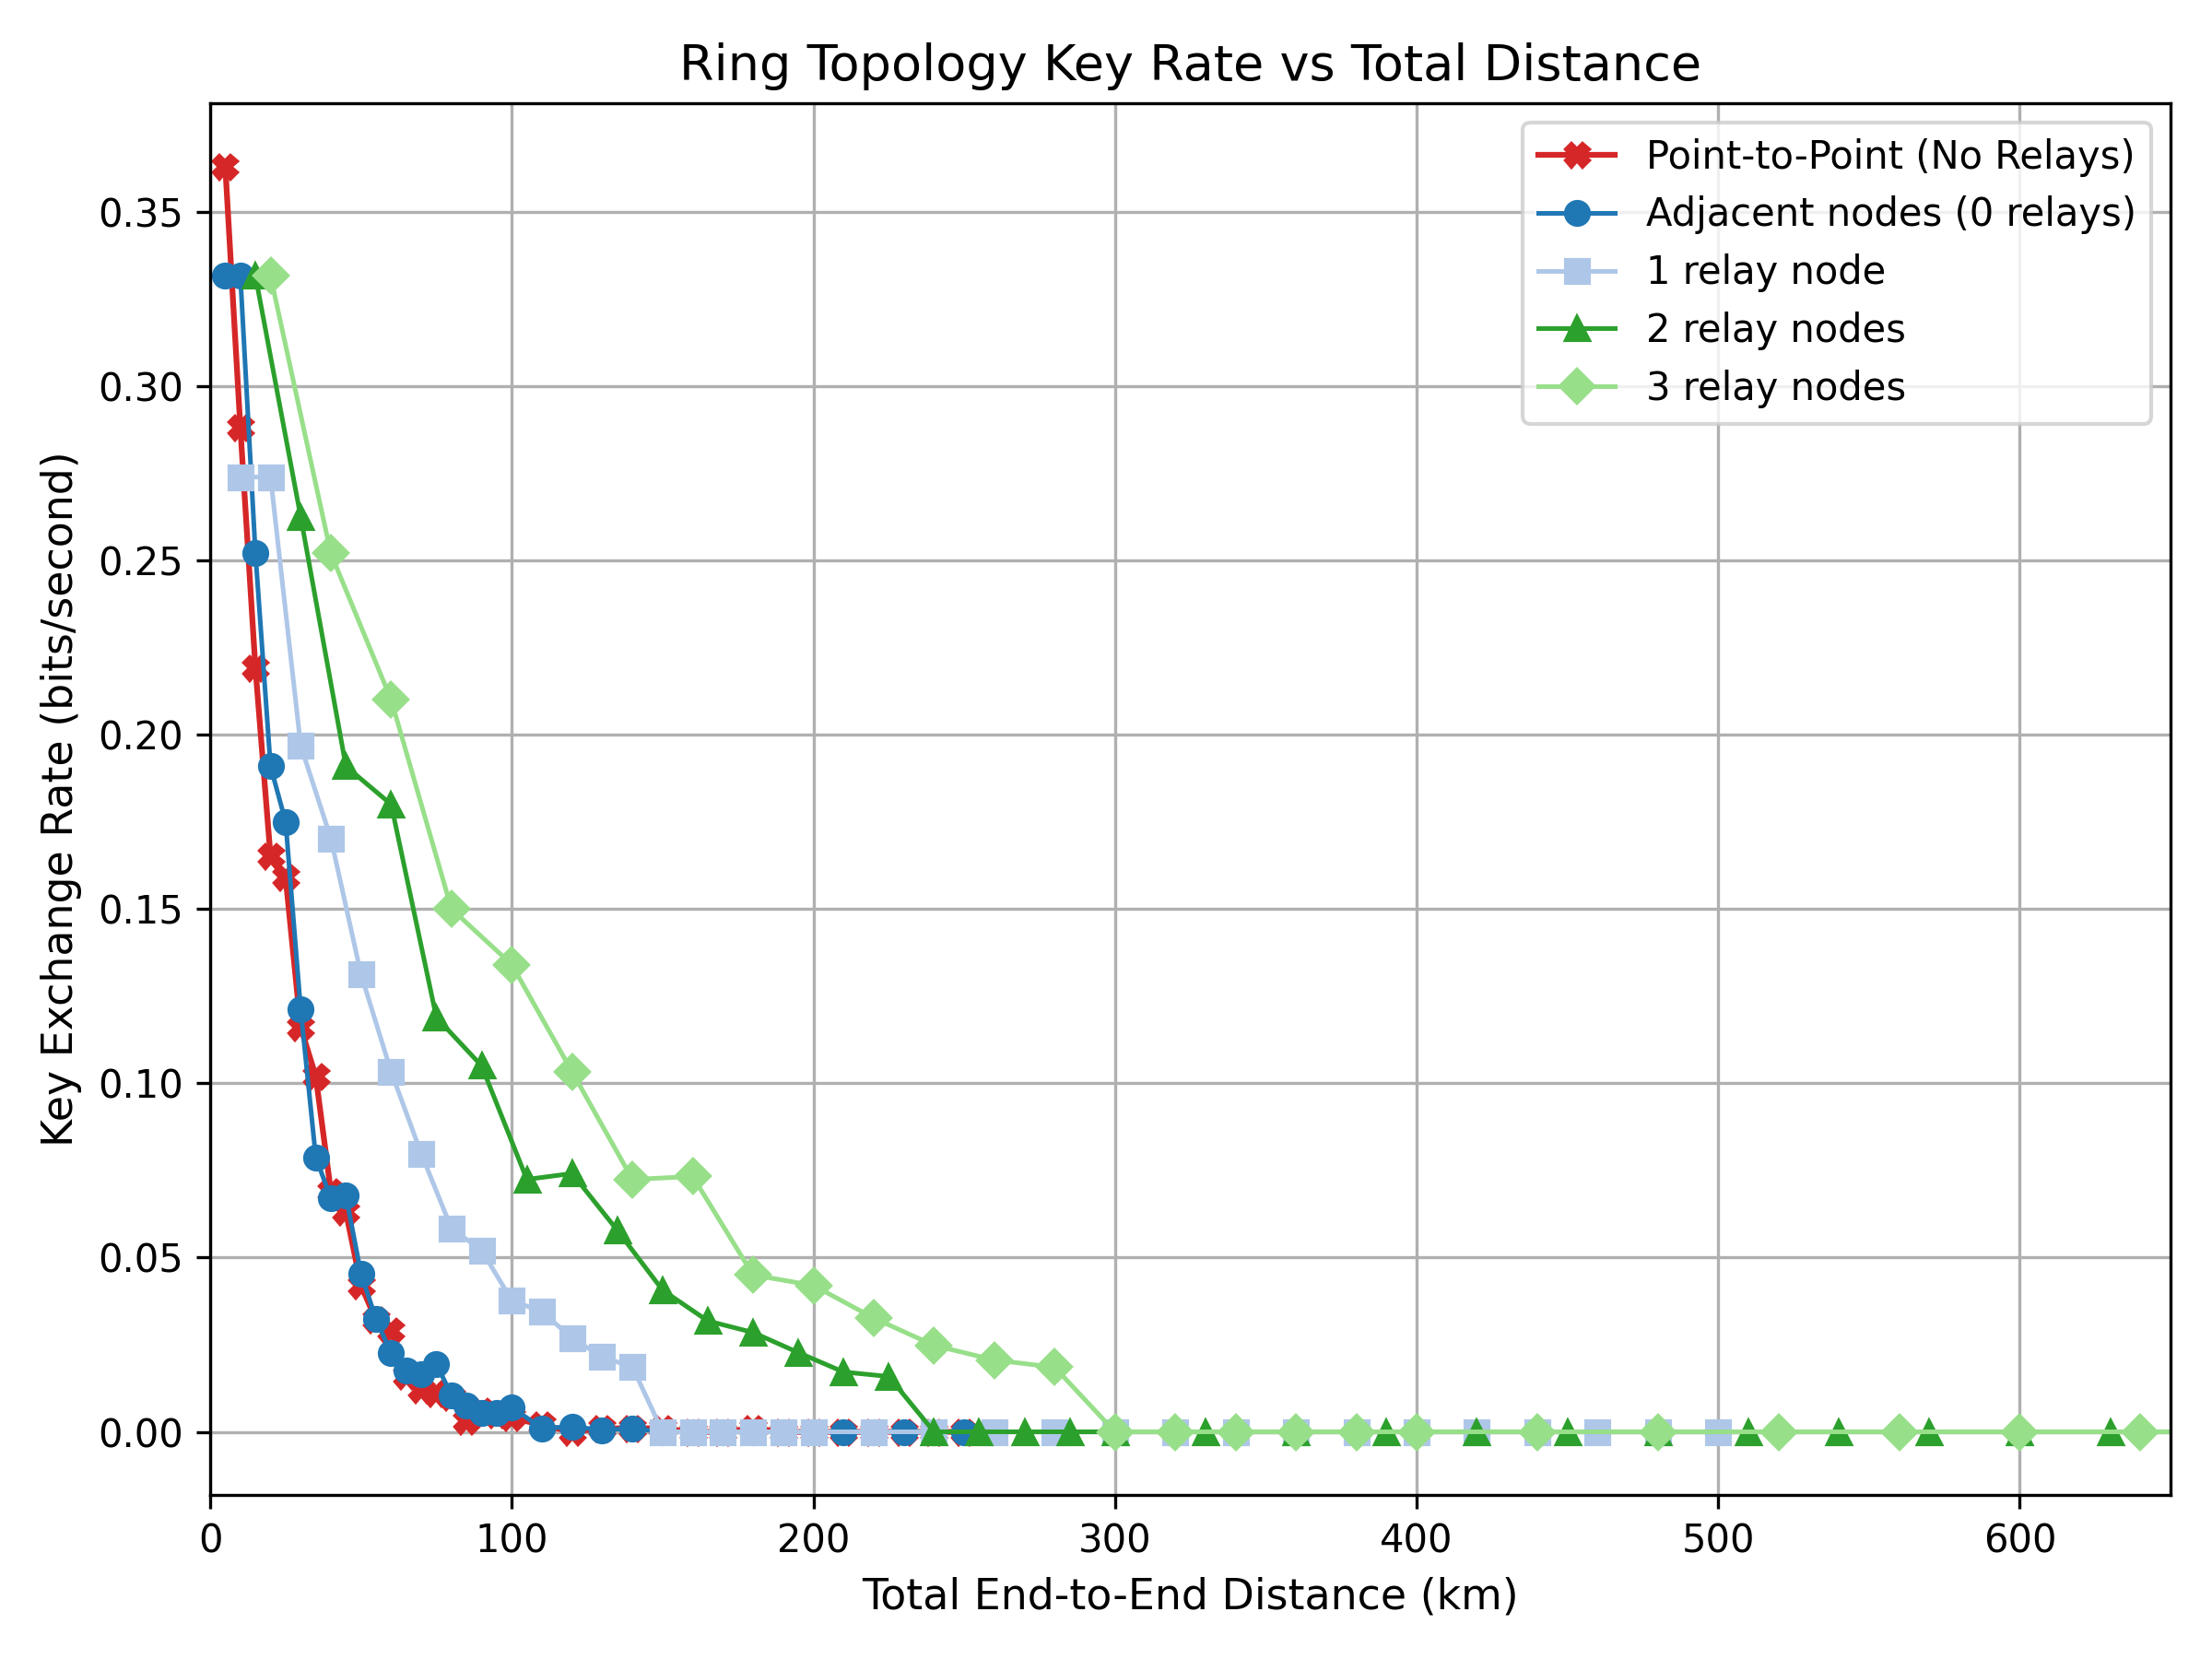 Ring Topology Key Rate vs Total Distance
Point-to-Point (No Relays)
Adjacent nodes (0 relays)
1 relay node
2 relay nodes
3 relay nodes
Key Exchange Rate (bits/second)
0.35
0.30
0.25
0.20
0.15
0.10
0.05
0.00
0 100 200 300 400 500 600
Total End-to-End Distance (km)